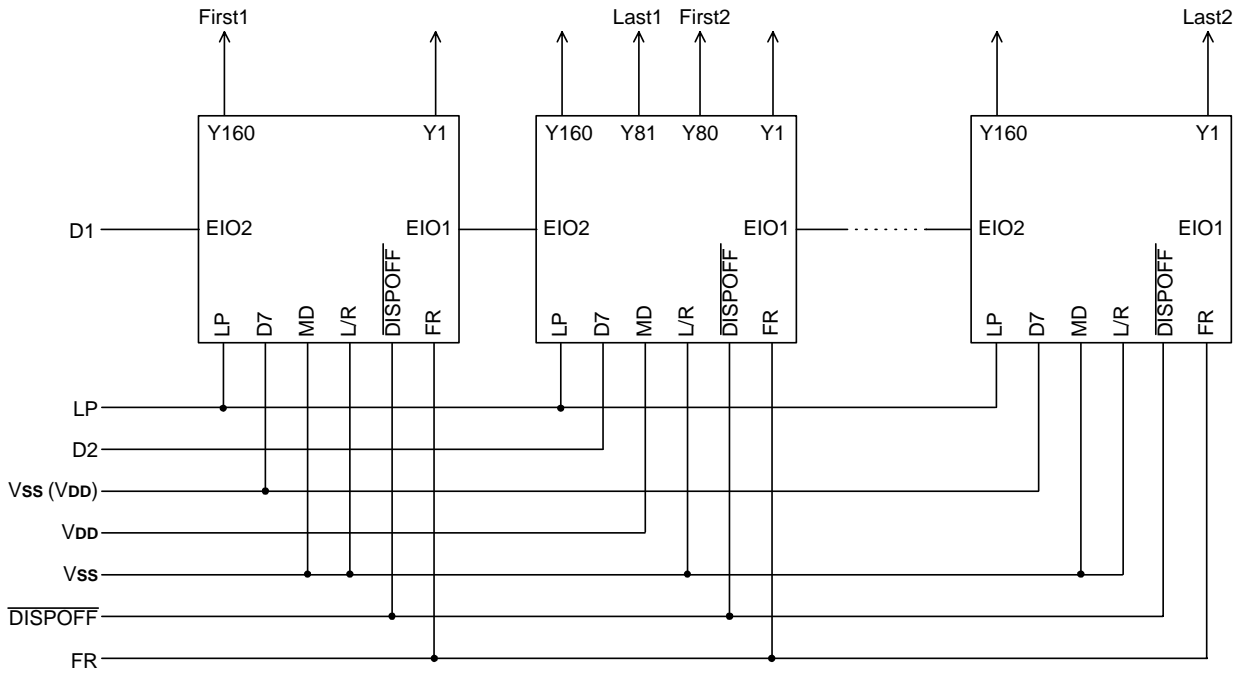 First1 Last1 First2 Last2
Y160 Y1 Y160 Y81 Y80 Y1 Y160 Y1
D1 EIO2 EIO1 EIO2 EIO1 EIO2 EIO1
LP D7 MD L/R DISPOFF FR LP D7 MD L/R DISPOFF FR LP D7 MD L/R DISPOFF FR
LP
D2
VSS (VDD)
VDD
VSS
DISPOFF
FR